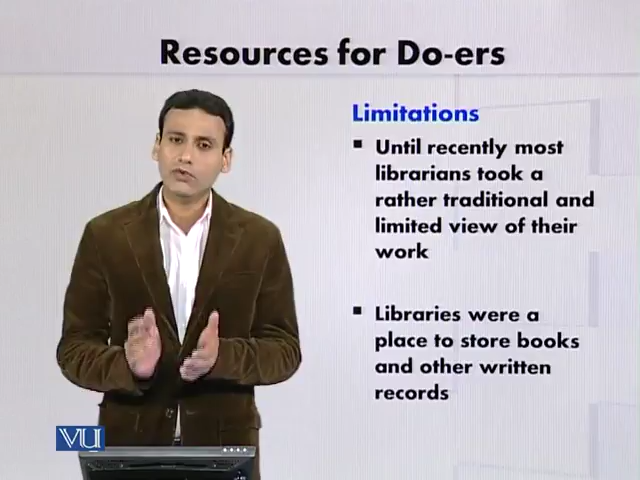 Resources for Do-ers
Limitations
Until recently most
librarians took a
rather traditional and
limited view of their
work
Libraries were a
place to store books
and other written
records
VU